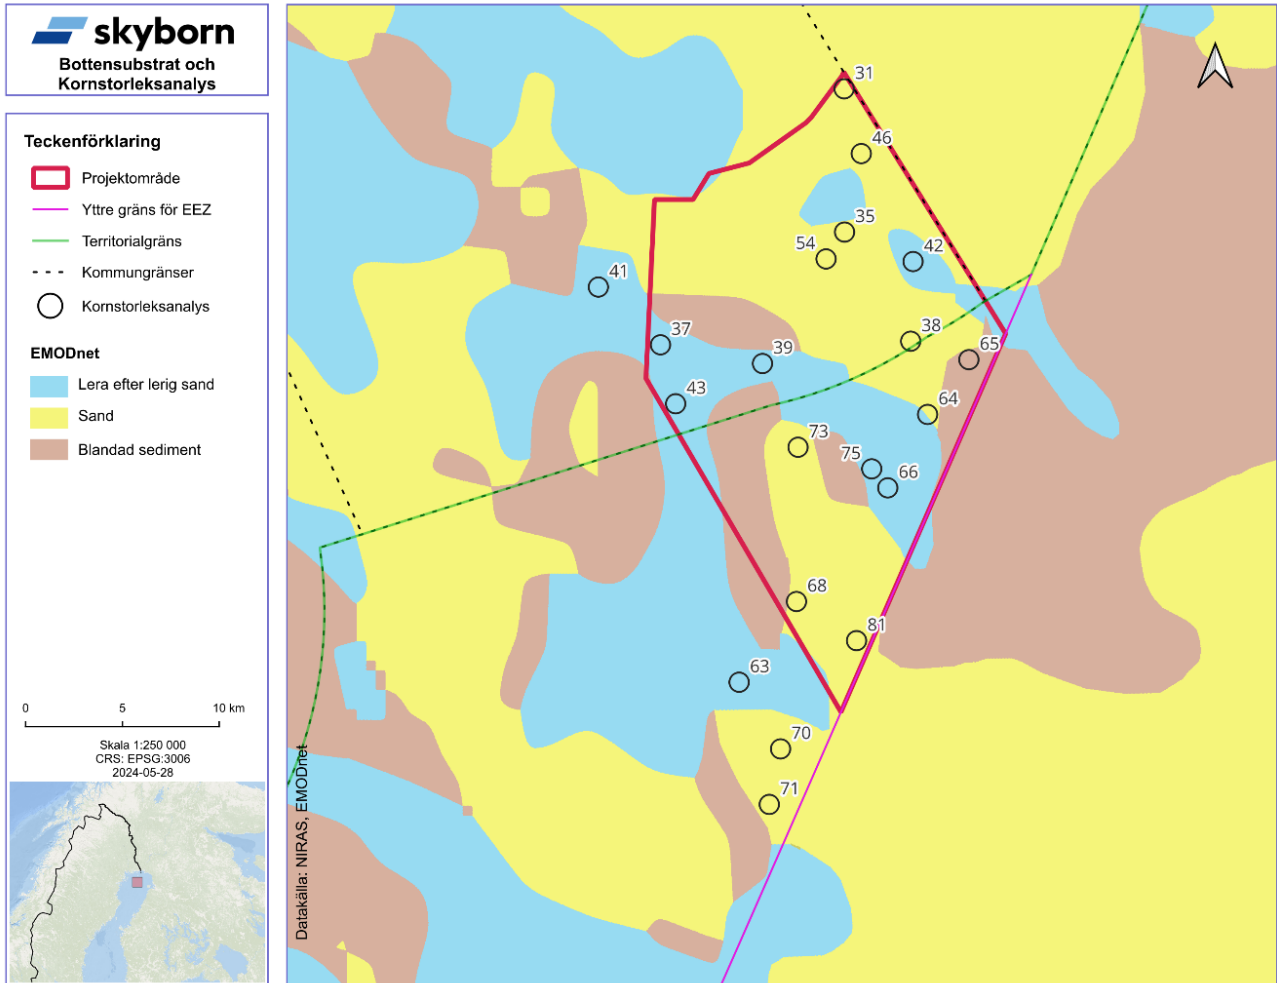 skyborn
Bottensubstrat och
Kornstorleksanalys
Teckenförklaring
Projektområde
Yttre gräns för EEZ
Territorialgräns
Kommungränser
Kornstorleksanalys
EMODnet
Lera efter lerig sand
Sand
Blandad sediment
0 5 10 km
Skala 1:250 000
CRS: EPSG:3006
2024-05-28
Datakälla: NIRAS, EMODnet
31
46
35
54
42
41
37
38
39
65
43
64
73
75
66
68
81
63
70
71